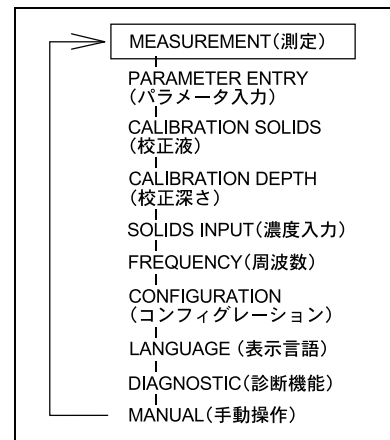 MEASUREMENT(測定)
PARAMETER ENTRY
(パラメータ入力)
CALIBRATION SOLIDS
(校正液)
CALIBRATION DEPTH
(校正深さ)
SOLIDS INPUT(濃度入力)
FREQUENCY(周波数)
CONFIGURATION
(コンフィグレーション)
LANGUAGE (表示言語)
DIAGNOSTIC(診断機能)
MANUAL(手動操作)